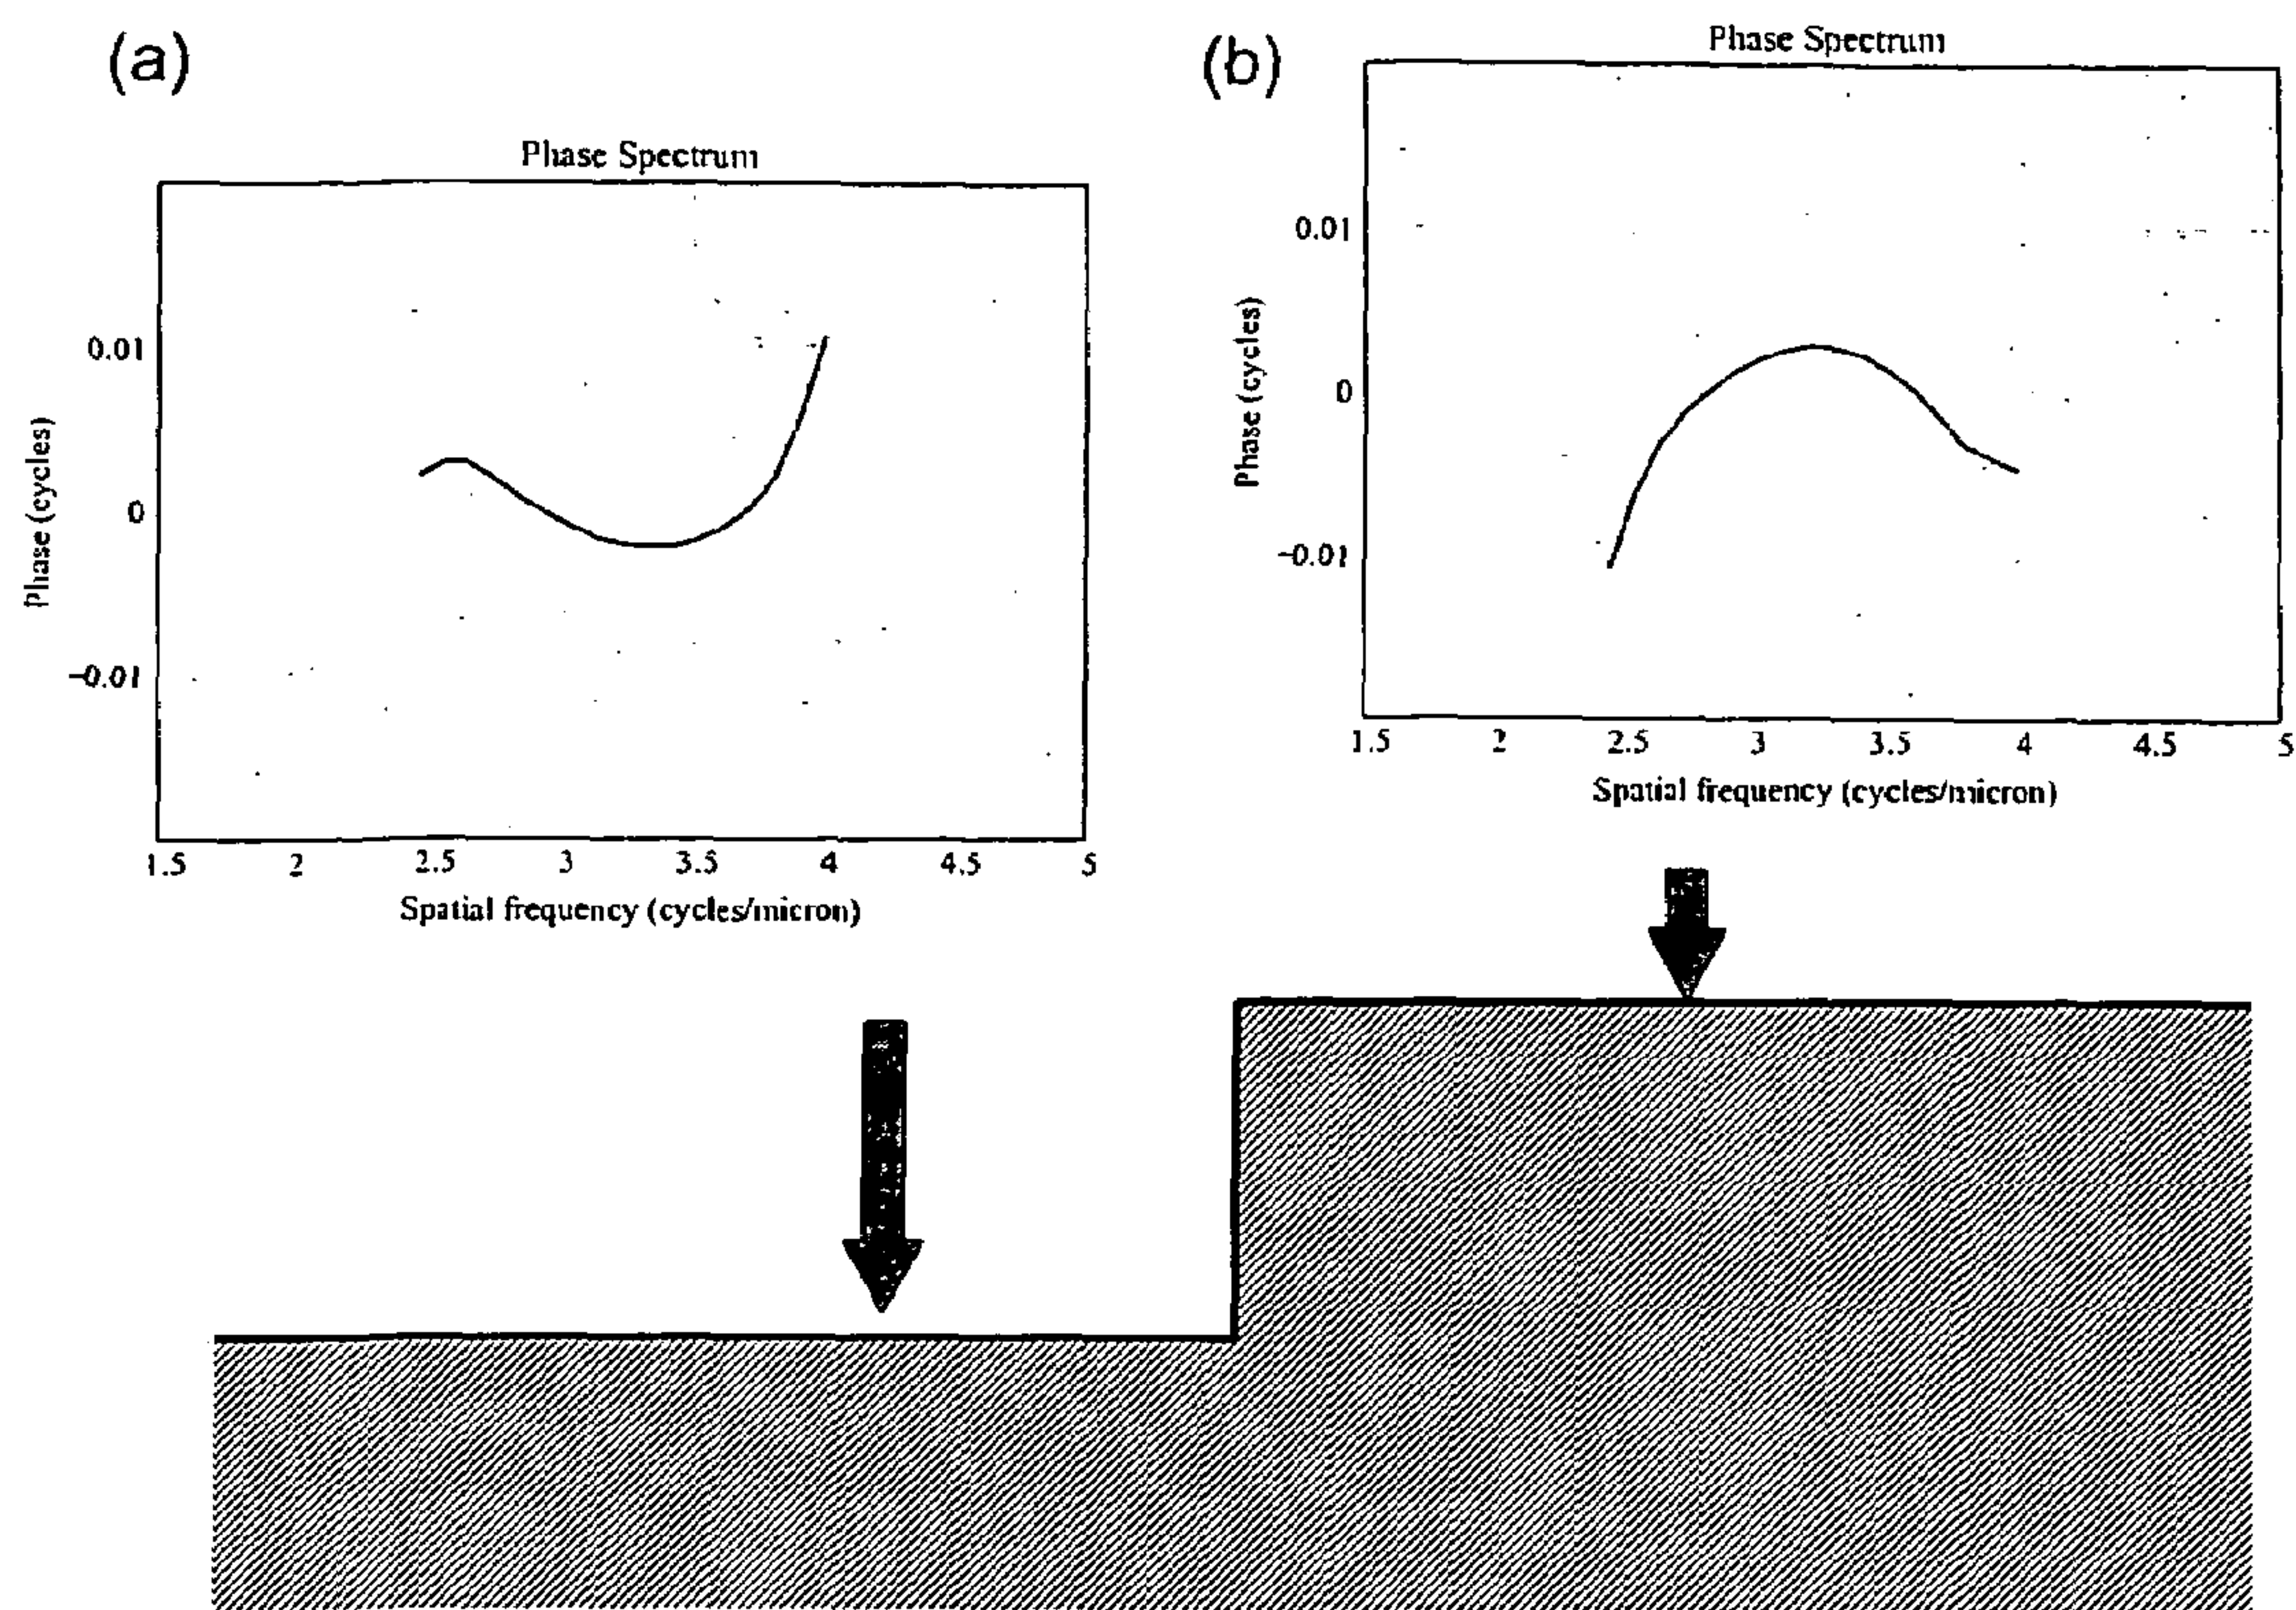 (a)
Phase Spectrum
0.01
0
−0.01
Phase (cycles)
1.5 2 2.5 3 3.5 4 4.5 5
Spatial frequency (cycles/micron)
(b)
Phase Spectrum
0.01
0
−0.01
Phase (cycles)
1.5 2 2.5 3 3.5 4 4.5 5
Spatial frequency (cycles/micron)